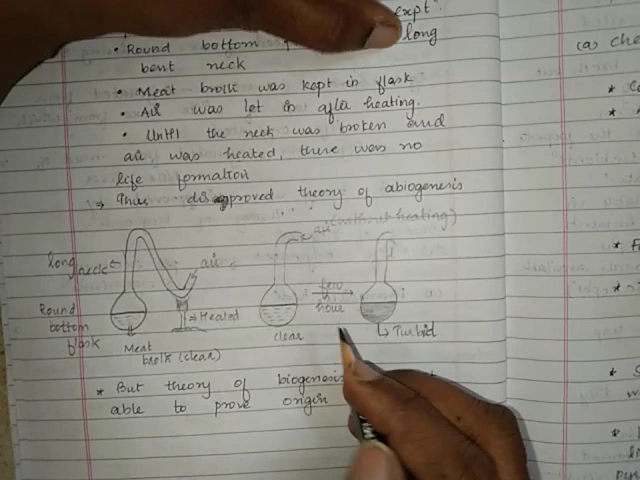 expt
• Round bottom long
bent neck
• Meat broth was kept in flask
• Air was let in after heating.
• Until the neck was broken and
air was heated, there was no
life formation
⇒ Thus disproved theory of abiogenesis
air (without heating)
long neck
air
Round bottom flask
Heated
Meat broth (clear)
clear
few hour
Turbid
* But theory of biogenesis
able to prove origin
(a) Che